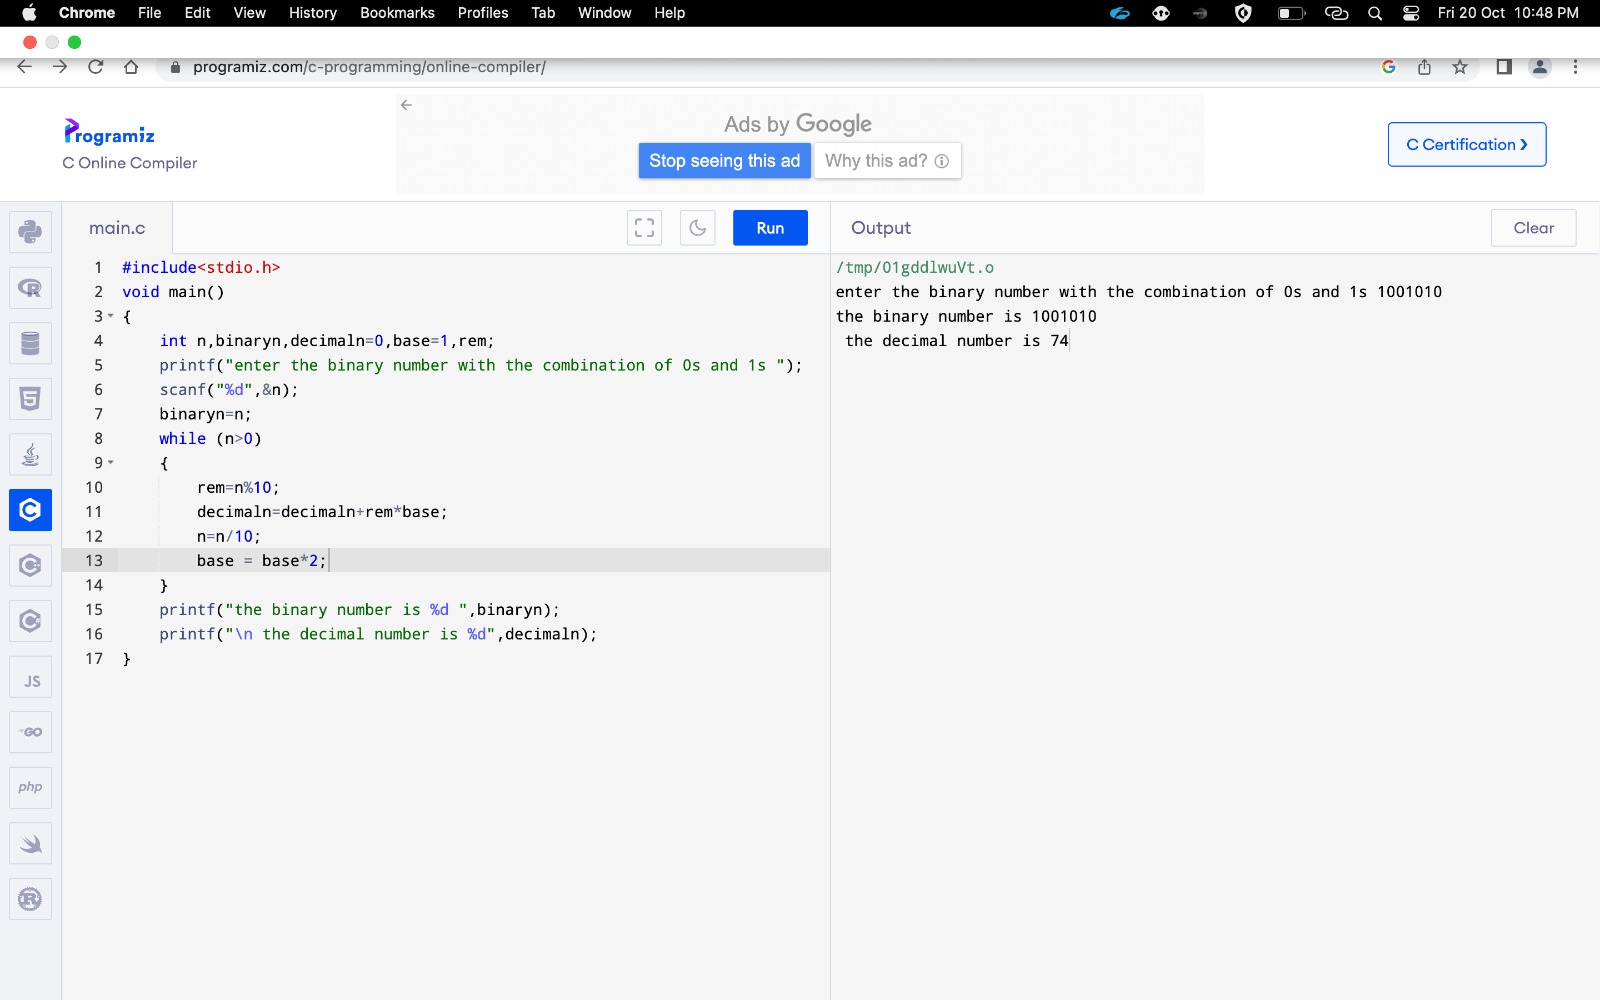 Chrome File Edit View History Bookmarks Profiles Tab Window Help Fri 20 Oct 10:48 PM
programiz.com/c-programming/online-compiler/
Programiz
C Online Compiler
Ads by Google
Stop seeing this ad Why this ad?
C Certification ❯
main.c Run Output Clear
1 #include<stdio.h>
2 void main()
3 {
4 int n,binaryn,decimaln=0,base=1,rem;
5 printf("enter the binary number with the combination of 0s and 1s ");
6 scanf("%d",&n);
7 binaryn=n;
8 while (n>0)
9 {
10 rem=n%10;
11 decimaln=decimaln+rem*base;
12 n=n/10;
13 base = base*2;
14 }
15 printf("the binary number is %d ",binaryn);
16 printf("\n the decimal number is %d",decimaln);
17 }
/tmp/01gddlwuVt.o
enter the binary number with the combination of 0s and 1s 1001010
the binary number is 1001010
the decimal number is 74
R
5
C
C
C
JS
GO
php
R